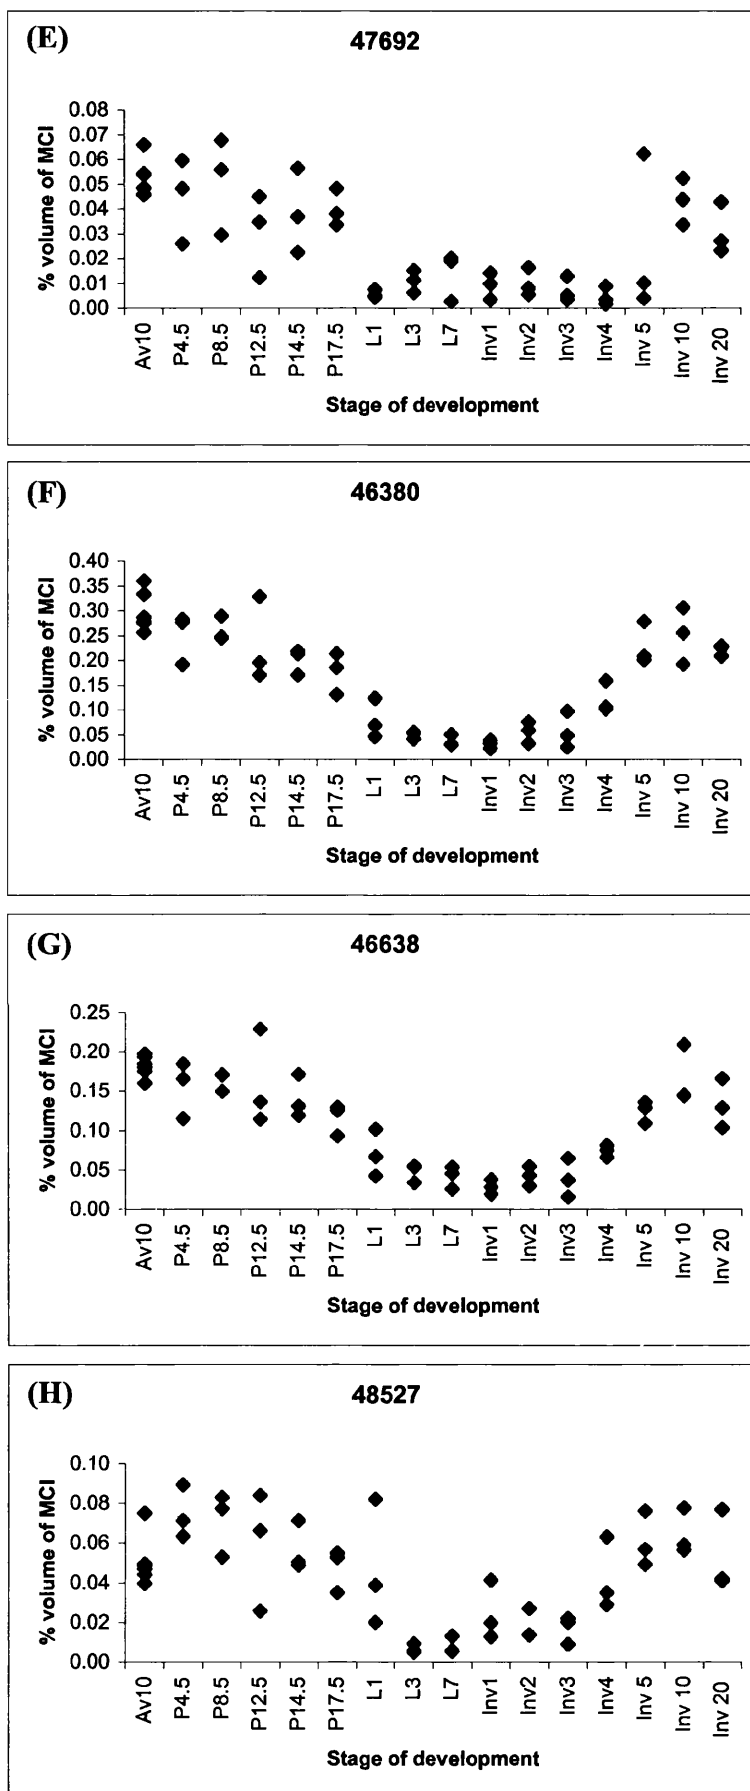 (E) 47692
% volume of MCI
0.08
0.07
0.06
0.05
0.04
0.03
0.02
0.01
0.00
Av10 P4.5 P8.5 P12.5 P14.5 P17.5 L1 L3 L7 Inv1 Inv2 Inv3 Inv4 Inv 5 Inv 10 Inv 20
Stage of development
(F) 46380
% volume of MCI
0.40
0.35
0.30
0.25
0.20
0.15
0.10
0.05
0.00
Av10 P4.5 P8.5 P12.5 P14.5 P17.5 L1 L3 L7 Inv1 Inv2 Inv3 Inv4 Inv 5 Inv 10 Inv 20
Stage of development
(G) 46638
% volume of MCI
0.25
0.20
0.15
0.10
0.05
0.00
Av10 P4.5 P8.5 P12.5 P14.5 P17.5 L1 L3 L7 Inv1 Inv2 Inv3 Inv4 Inv 5 Inv 10 Inv 20
Stage of development
(H) 48527
% volume of MCI
0.10
0.08
0.06
0.04
0.02
0.00
Av10 P4.5 P8.5 P12.5 P14.5 P17.5 L1 L3 L7 Inv1 Inv2 Inv3 Inv4 Inv 5 Inv 10 Inv 20
Stage of development